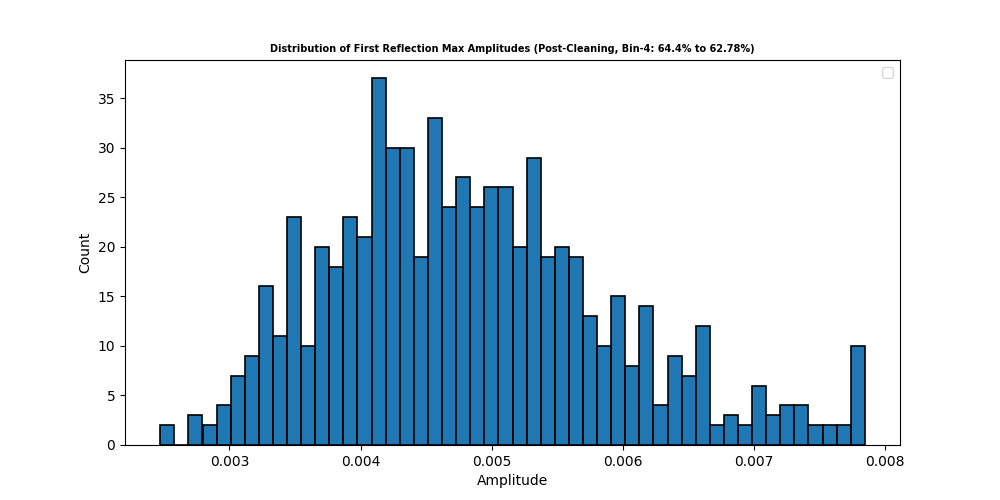 Distribution of First Reflection Max Amplitudes (Post-Cleaning, Bin-4: 64.4% to 62.78%)
35
30
25
20
15
10
5
0
Count
0.003 0.004 0.005 0.006 0.007 0.008
Amplitude